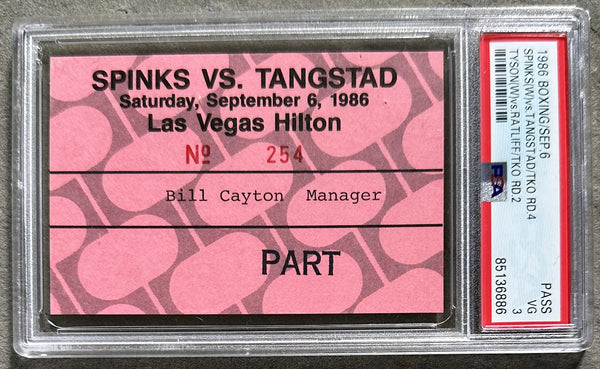 SPINKS VS. TANGSTAD
Saturday, September 6, 1986
Las Vegas Hilton
Nº 254
Bill Cayton Manager
PART
1986 BOXING/SEP.6
SPINKS(W)vs.TANGSTAD/TKO RD.4
TYSON(W)vs.RATLIFF/TKO RD.2
PASS
VG 3
PSA
85136886